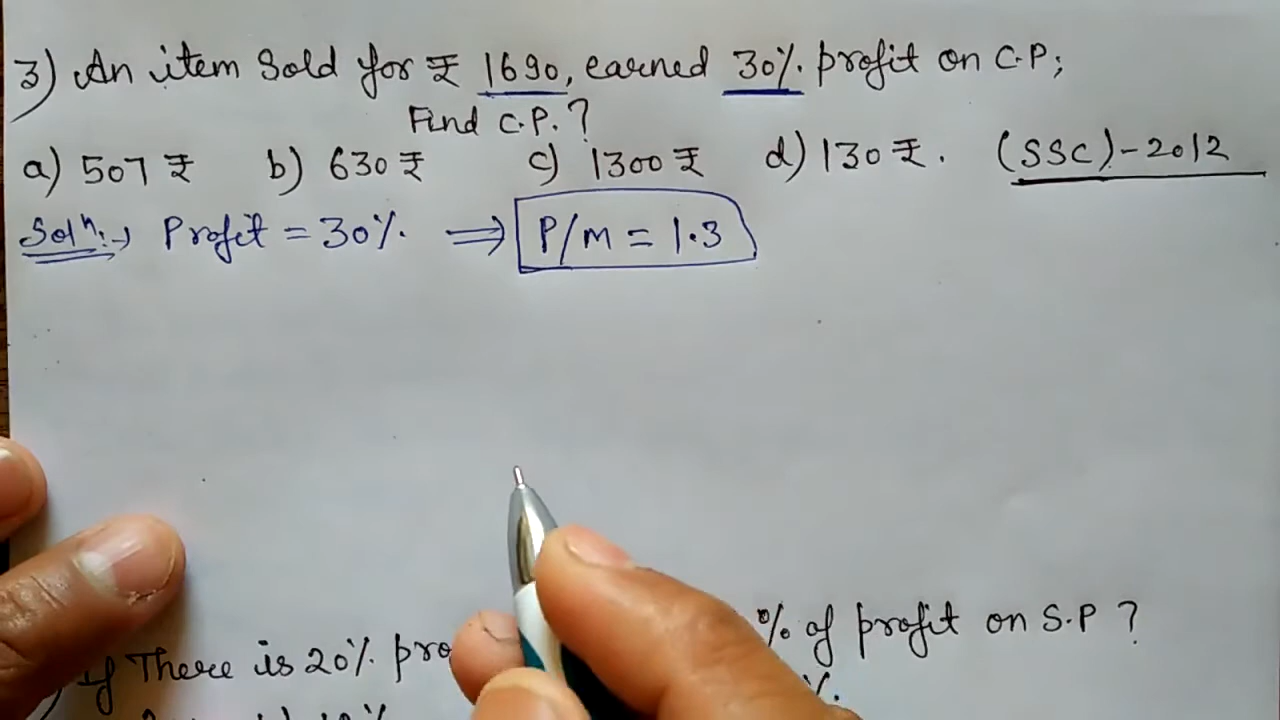 3) An item Sold for ₹ 1690, earned 30% profit on C.P;
Find C.P. ?
a) 507 ₹ b) 630 ₹ c) 1300 ₹ d) 130 ₹. (SSC)-2012
Solⁿ:→ Profit = 30% ⇒ P/M = 1.3
If There is 20% % of profit on S.P ?